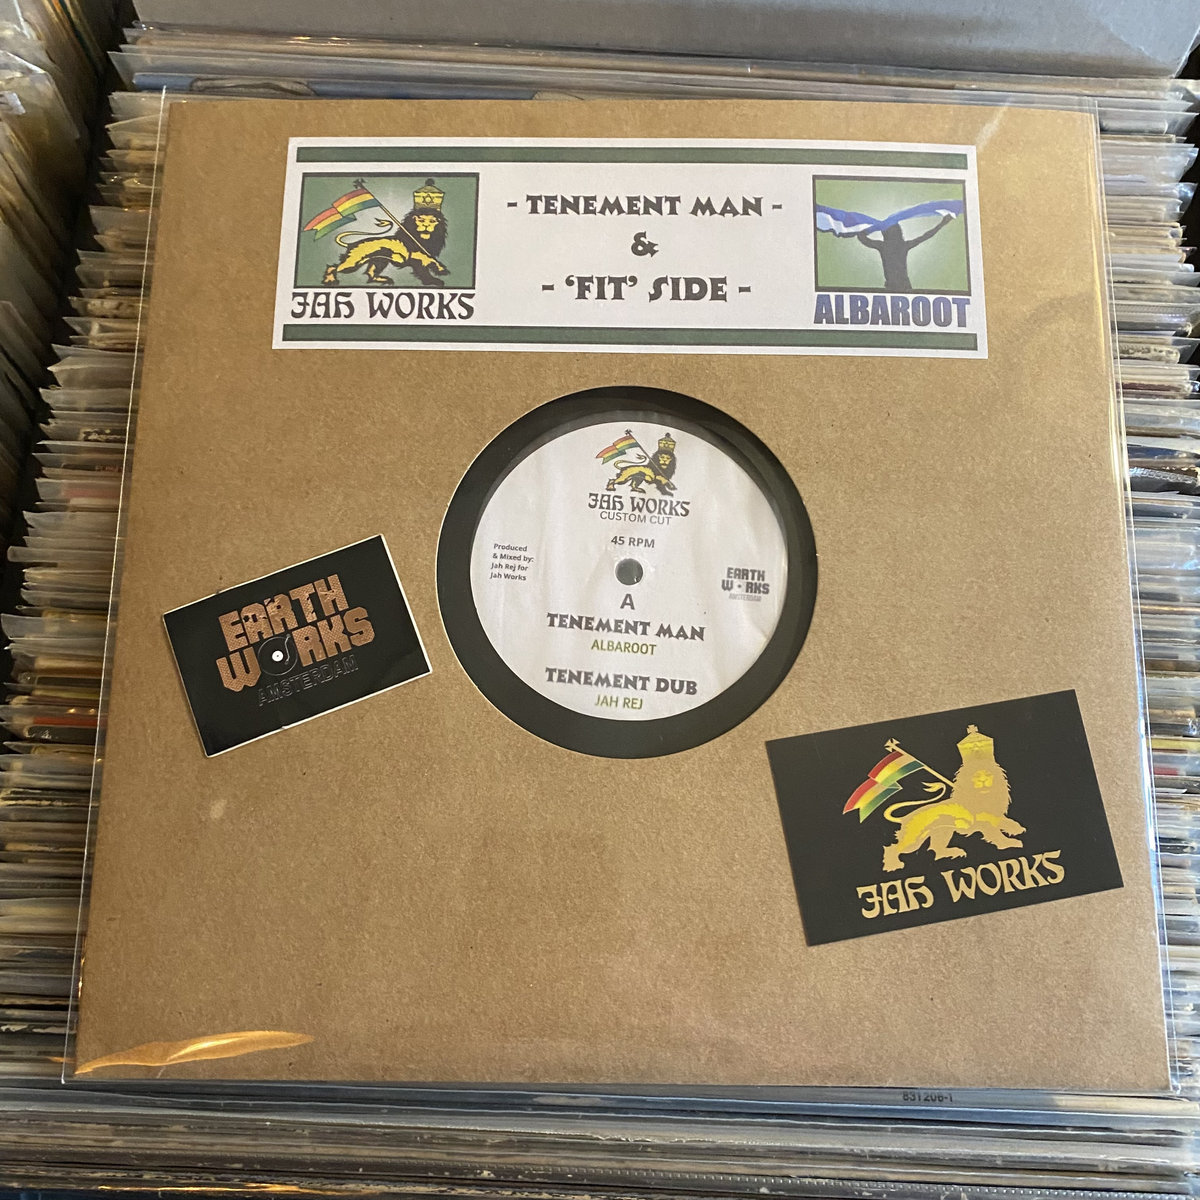 - TENEMENT MAN -
&
- ‘FIT’ SIDE -
JAH WORKS
ALBAROOT
JAH WORKS
CUSTOM CUT
45 RPM
Produced
& Mixed by:
Jah Rej for
Jah Works
EARTH
WORKS
AMSTERDAM
A
TENEMENT MAN
ALBAROOT
TENEMENT DUB
JAH REJ
EARTH
WORKS
AMSTERDAM
JAH WORKS
831206-1